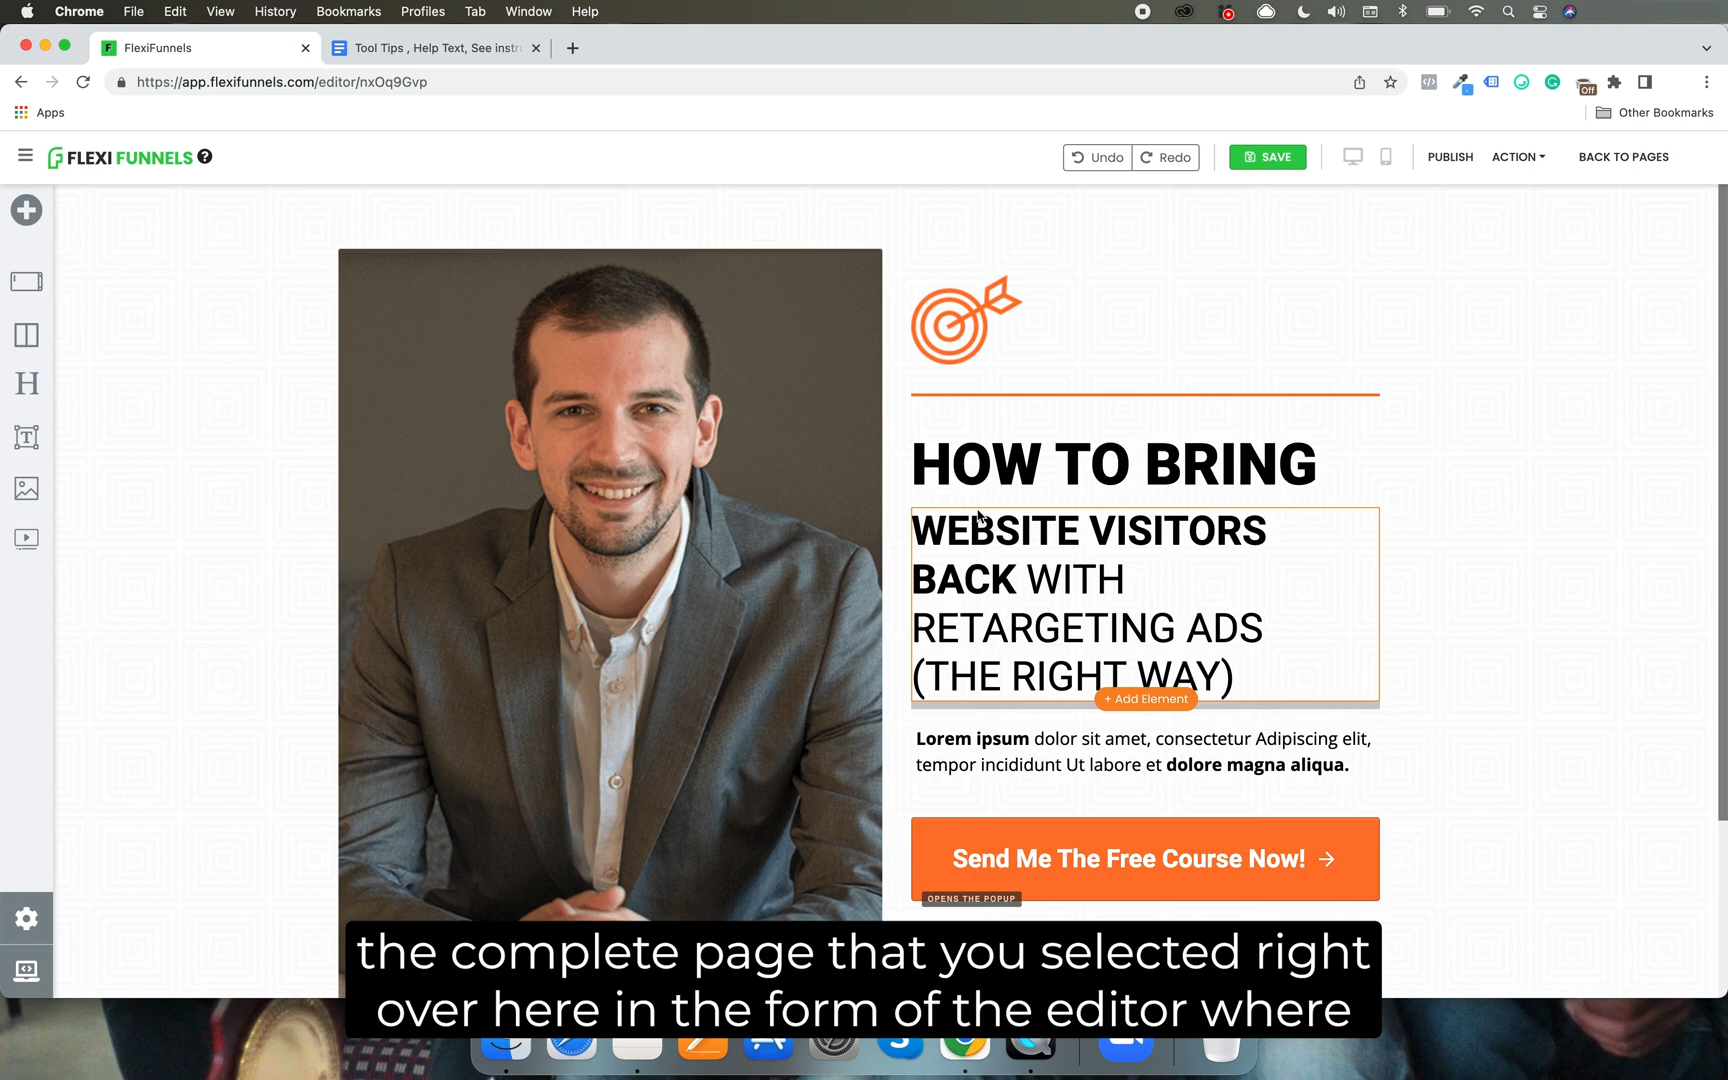 Chrome File Edit View History Bookmarks Profiles Tab Window Help
FlexiFunnels
Tool Tips , Help Text, See instr
https://app.flexifunnels.com/editor/nxOq9Gvp
Off
Apps
Other Bookmarks
FLEXI FUNNELS
Undo
Redo
SAVE
PUBLISH
ACTION
BACK TO PAGES
H
T
HOW TO BRING
WEBSITE VISITORS
BACK WITH
RETARGETING ADS
(THE RIGHT WAY)
+ Add Element
Lorem ipsum dolor sit amet, consectetur Adipiscing elit,
tempor incididunt Ut labore et dolore magna aliqua.
Send Me The Free Course Now! →
OPENS THE POPUP
the complete page that you selected right
over here in the form of the editor where